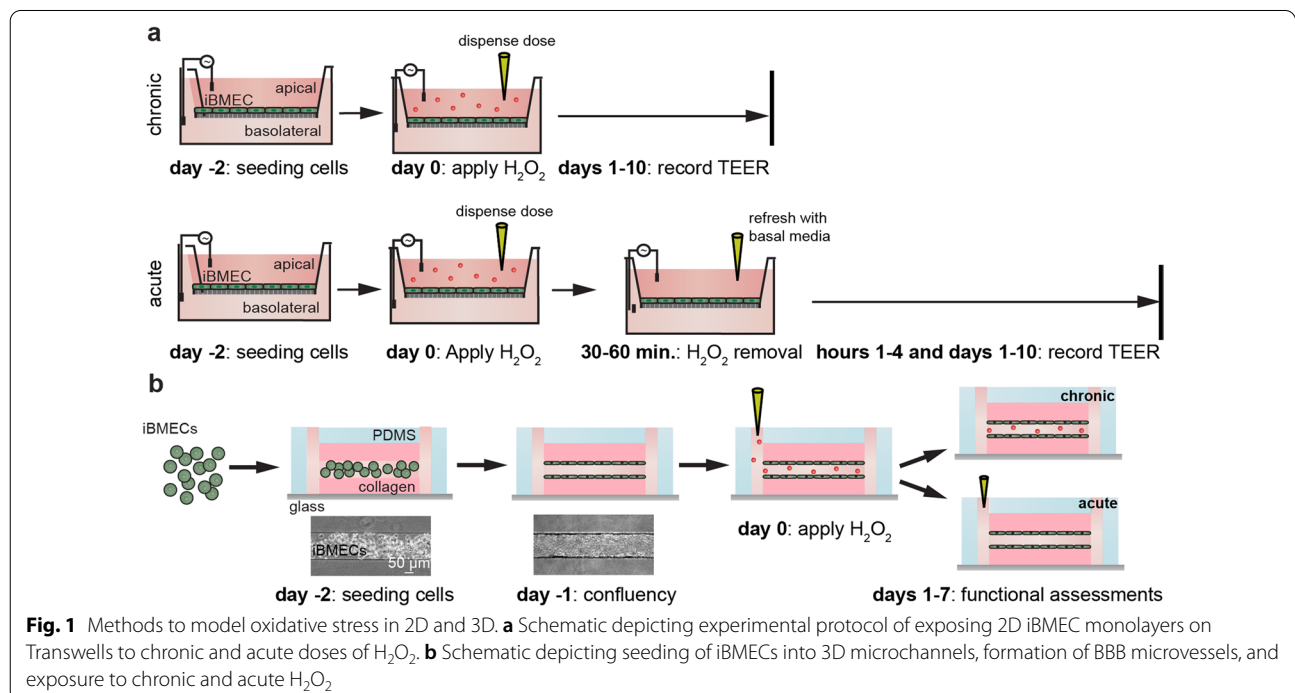 a
chronic
dispense dose
iBMEC
apical
basolateral
day -2: seeding cells
day 0: apply H₂O₂
days 1-10: record TEER
acute
dispense dose
refresh with
basal media
iBMEC
apical
basolateral
day -2: seeding cells
day 0: Apply H₂O₂
30-60 min.: H₂O₂ removal
hours 1-4 and days 1-10: record TEER
b
iBMECs
PDMS
collagen
glass
iBMECs
50 µm
day -2: seeding cells
day -1: confluency
day 0: apply H₂O₂
chronic
acute
days 1-7: functional assessments
Fig. 1 Methods to model oxidative stress in 2D and 3D. a Schematic depicting experimental protocol of exposing 2D iBMEC monolayers on
Transwells to chronic and acute doses of H₂O₂. b Schematic depicting seeding of iBMECs into 3D microchannels, formation of BBB microvessels, and
exposure to chronic and acute H₂O₂